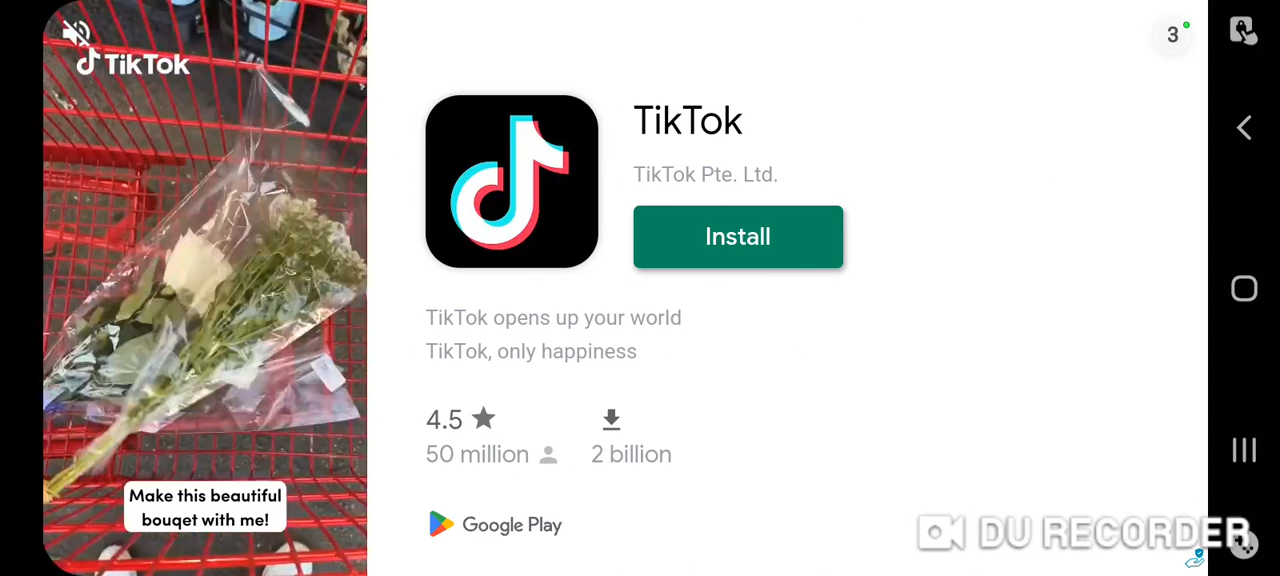 TikTok
Make this beautiful
bouqet with me!
3
TikTok
TikTok Pte. Ltd.
Install
TikTok opens up your world
TikTok, only happiness
4.5
50 million
2 billion
Google Play
DU RECORDER